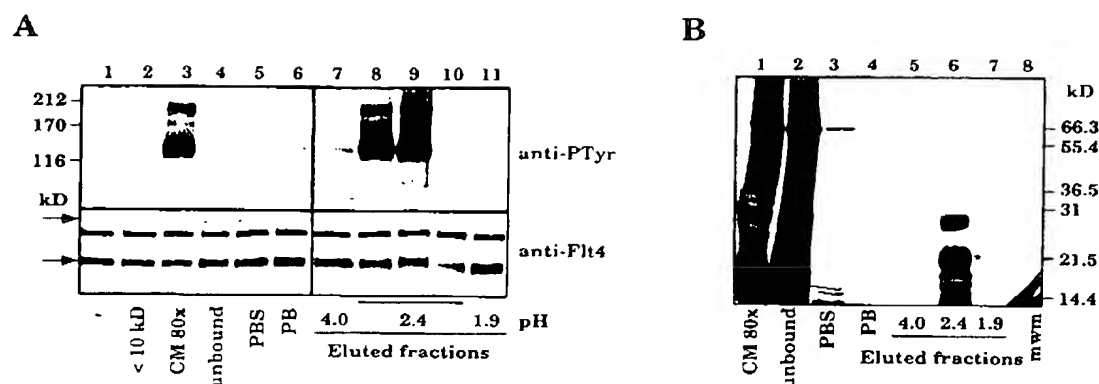 A
B
1 2 3 4 5 6 7 8 9 10 11
212
170
116
kD
anti-PTyr
anti-Flt4
-
< 10 kD
CM 80x
unbound
PBS
PB
4.0 2.4 1.9 pH
Eluted fractions
1 2 3 4 5 6 7 8
kD
66.3
55.4
36.5
31
21.5
14.4
CM 80x
unbound
PBS
PB
4.0 2.4 1.9
Eluted fractions
mwm